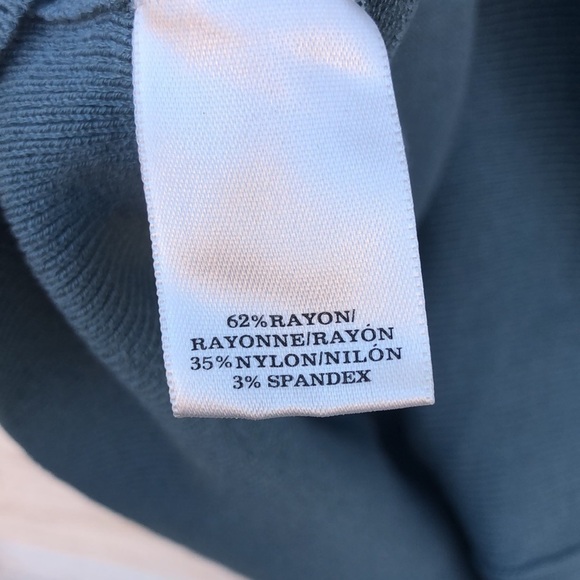 62%RAYON/
RAYONNE/RAYÓN
35%NYLON/NILÓN
3% SPANDEX